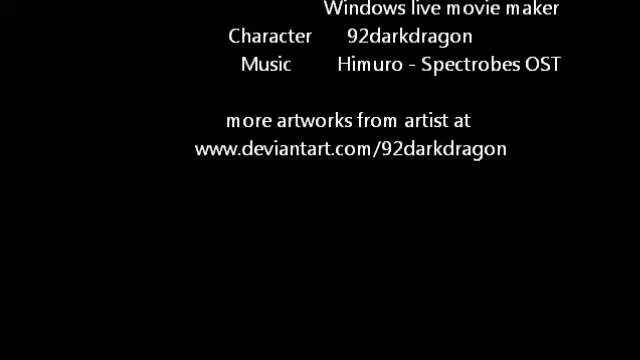 Windows live movie maker
Character 92darkdragon
Music Himuro - Spectrobes OST
more artworks from artist at
www.deviantart.com/92darkdragon